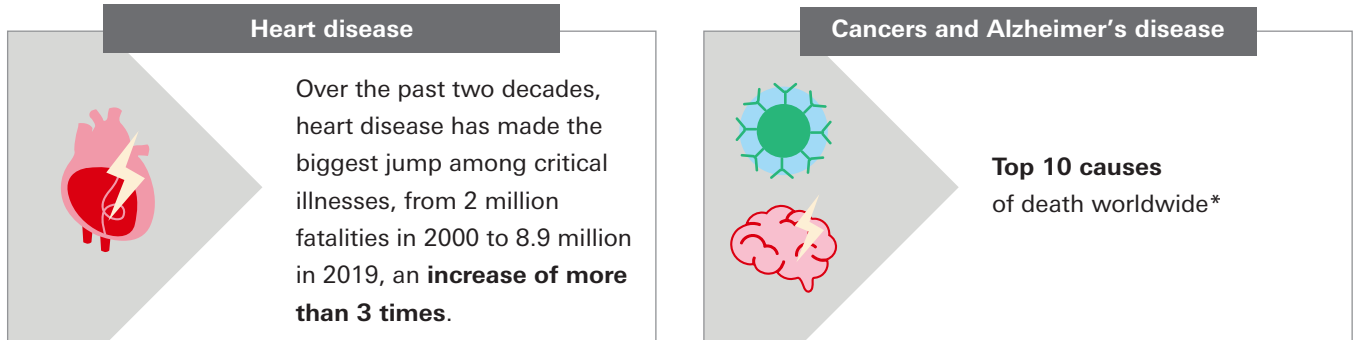 Heart disease
Over the past two decades,
heart disease has made the
biggest jump among critical
illnesses, from 2 million
fatalities in 2000 to 8.9 million
in 2019, an increase of more
than 3 times.
Cancers and Alzheimer's disease
Top 10 causes
of death worldwide*